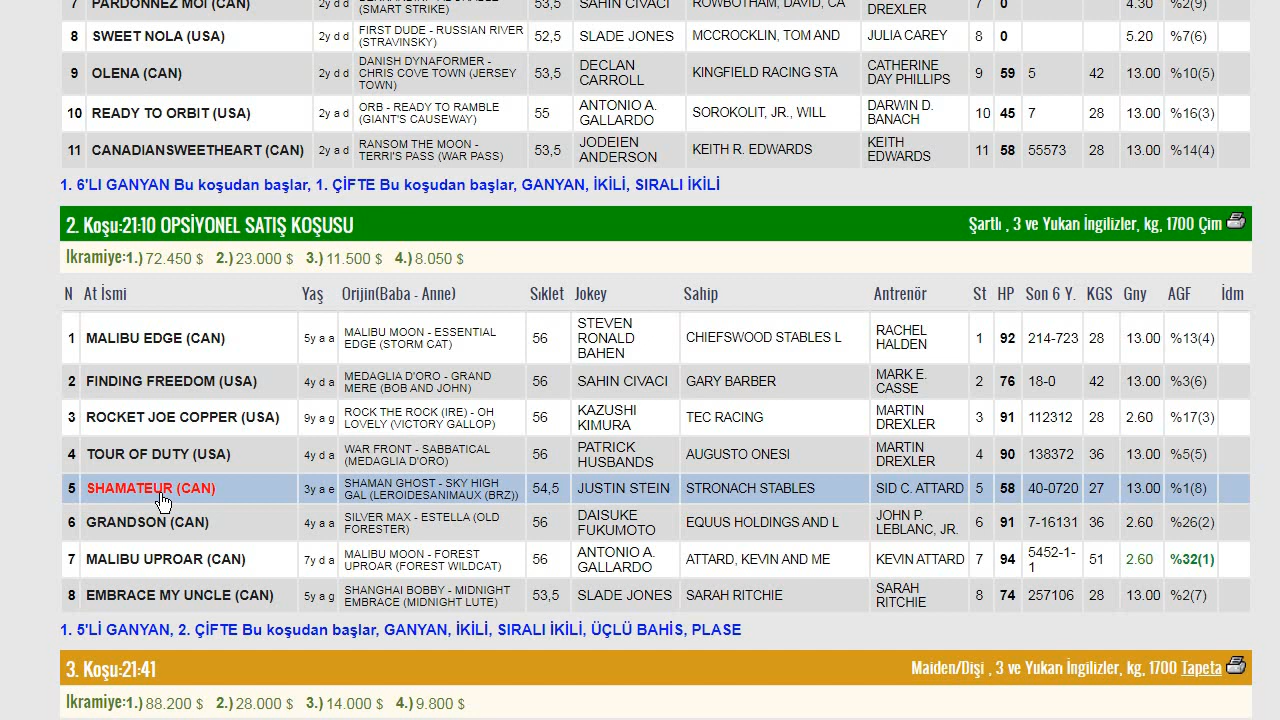 7 PARDONNEZ MOI (CAN) 2y d d (SMART STRIKE) 53,5 SAHIN CIVACI ROWBOTHAM, DAVID, CA DREXLER 7 0 4.30 %2(9)
8 SWEET NOLA (USA) 2y d d FIRST DUDE - RUSSIAN RIVER (STRAVINSKY) 52,5 SLADE JONES MCCROCKLIN, TOM AND JULIA CAREY 8 0 5.20 %7(6)
9 OLENA (CAN) 2y d d DANISH DYNAFORMER - CHRIS COVE TOWN (JERSEY TOWN) 53,5 DECLAN CARROLL KINGFIELD RACING STA CATHERINE DAY PHILLIPS 9 59 5 42 13.00 %10(5)
10 READY TO ORBIT (USA) 2y a d ORB - READY TO RAMBLE (GIANT'S CAUSEWAY) 55 ANTONIO A. GALLARDO SOROKOLIT, JR., WILL DARWIN D. BANACH 10 45 7 28 13.00 %16(3)
11 CANADIANSWEETHEART (CAN) 2y a d RANSOM THE MOON - TERRI'S PASS (WAR PASS) 53,5 JODEIEN ANDERSON KEITH R. EDWARDS KEITH EDWARDS 11 58 55573 28 13.00 %14(4)
1. 6'LI GANYAN Bu koşudan başlar, 1. ÇİFTE Bu koşudan başlar, GANYAN, İKİLİ, SIRALI İKİLİ
2. Koşu:21:10 OPSİYONEL SATIŞ KOŞUSU Şartlı , 3 ve Yukarı İngilizler, kg, 1700 Çim
İkramiye:1.) 72.450 $ 2.) 23.000 $ 3.) 11.500 $ 4.) 8.050 $
N At İsmi Yaş Orijin(Baba - Anne) Sıklet Jokey Sahip Antrenör St HP Son 6 Y. KGS Gny AGF İdm
1 MALIBU EDGE (CAN) 5y a a MALIBU MOON - ESSENTIAL EDGE (STORM CAT) 56 STEVEN RONALD BAHEN CHIEFSWOOD STABLES L RACHEL HALDEN 1 92 214-723 28 13.00 %13(4)
2 FINDING FREEDOM (USA) 4y d a MEDAGLIA D'ORO - GRAND MERE (BOB AND JOHN) 56 SAHIN CIVACI GARY BARBER MARK E. CASSE 2 76 18-0 42 13.00 %3(6)
3 ROCKET JOE COPPER (USA) 9y a g ROCK THE ROCK (IRE) - OH LOVELY (VICTORY GALLOP) 56 KAZUSHI KIMURA TEC RACING MARTIN DREXLER 3 91 112312 28 2.60 %17(3)
4 TOUR OF DUTY (USA) 4y d a WAR FRONT - SABBATICAL (MEDAGLIA D'ORO) 56 PATRICK HUSBANDS AUGUSTO ONESI MARTIN DREXLER 4 90 138372 36 13.00 %5(5)
5 SHAMATEUR (CAN) 3y a e SHAMAN GHOST - SKY HIGH GAL (LEROIDESANIMAUX (BRZ)) 54,5 JUSTIN STEIN STRONACH STABLES SID C. ATTARD 5 58 40-0720 27 13.00 %1(8)
6 GRANDSON (CAN) 4y a a SILVER MAX - ESTELLA (OLD FORESTER) 56 DAISUKE FUKUMOTO EQUUS HOLDINGS AND L JOHN P. LEBLANC, JR. 6 91 7-16131 36 2.60 %26(2)
7 MALIBU UPROAR (CAN) 7y d a MALIBU MOON - FOREST UPROAR (FOREST WILDCAT) 56 ANTONIO A. GALLARDO ATTARD, KEVIN AND ME KEVIN ATTARD 7 94 5452-1-1 51 2.60 %32(1)
8 EMBRACE MY UNCLE (CAN) 5y a g SHANGHAI BOBBY - MIDNIGHT EMBRACE (MIDNIGHT LUTE) 53,5 SLADE JONES SARAH RITCHIE SARAH RITCHIE 8 74 257106 28 13.00 %2(7)
1. 5'Lİ GANYAN, 2. ÇİFTE Bu koşudan başlar, GANYAN, İKİLİ, SIRALI İKİLİ, ÜÇLÜ BAHİS, PLASE
3. Koşu:21:41 Maiden/Dişi , 3 ve Yukarı İngilizler, kg, 1700 Tapeta
İkramiye:1.) 88.200 $ 2.) 28.000 $ 3.) 14.000 $ 4.) 9.800 $